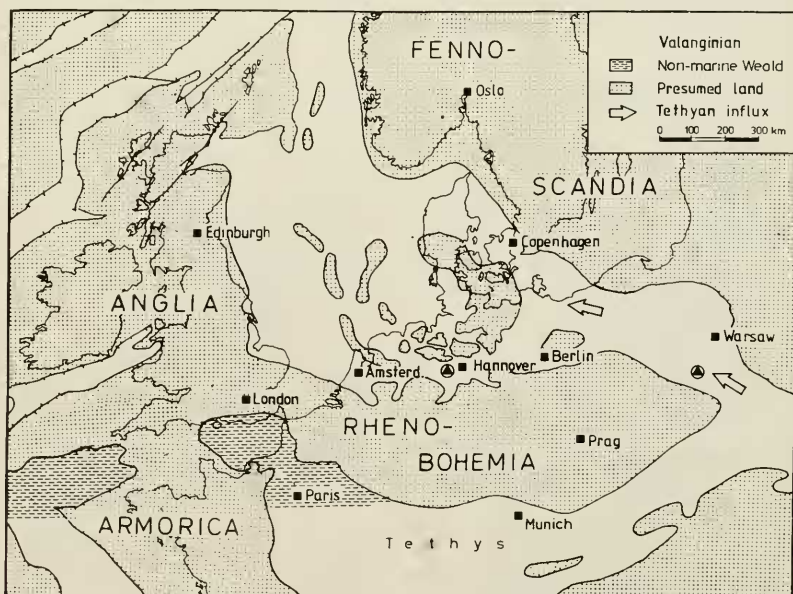 FENNO-
SCANDIA
Valanginian
Non-marine Weald
Presumed land
Tethyan influx
0 100 200 300 km
Oslo
Edinburgh
Copenhagen
ANGLIA
Warsaw
Berlin
Amsterd.
Hannover
London
RHENO-
BOHEMIA
Prag
Paris
ARMORICA
Munich
Tethys